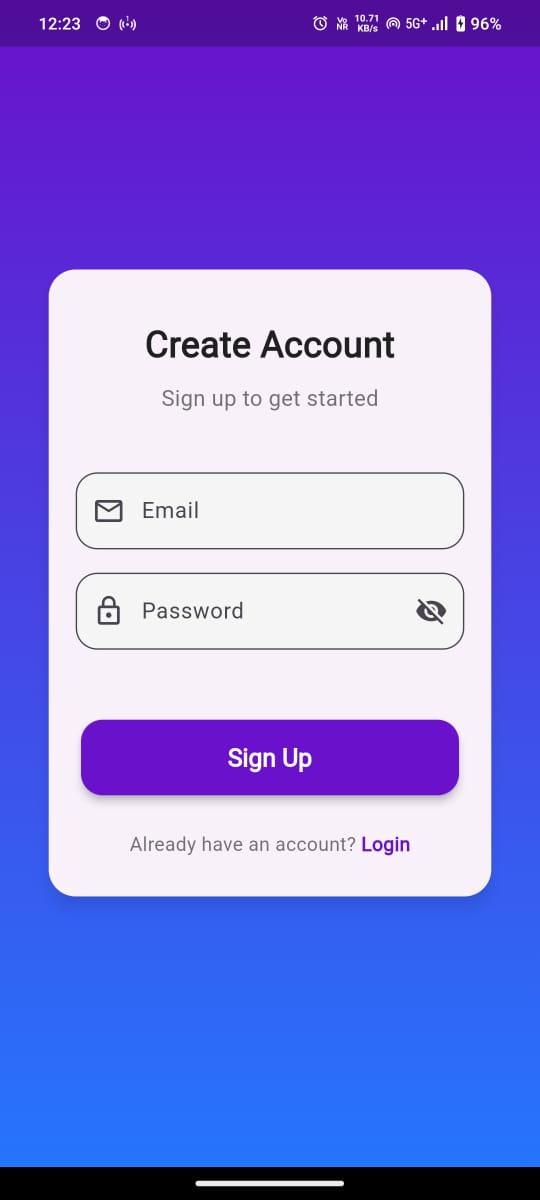 12:23 Vo NR 10.71 KB/s 5G+ 96%
Create Account
Sign up to get started
Email
Password
Sign Up
Already have an account? Login